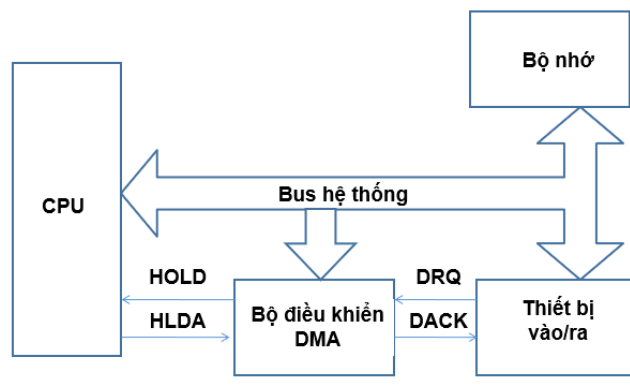 Bộ nhớ
CPU
Bus hệ thống
HOLD
DRQ
HLDA
Bộ điều khiển
DMA
DACK
Thiết bị
vào/ra